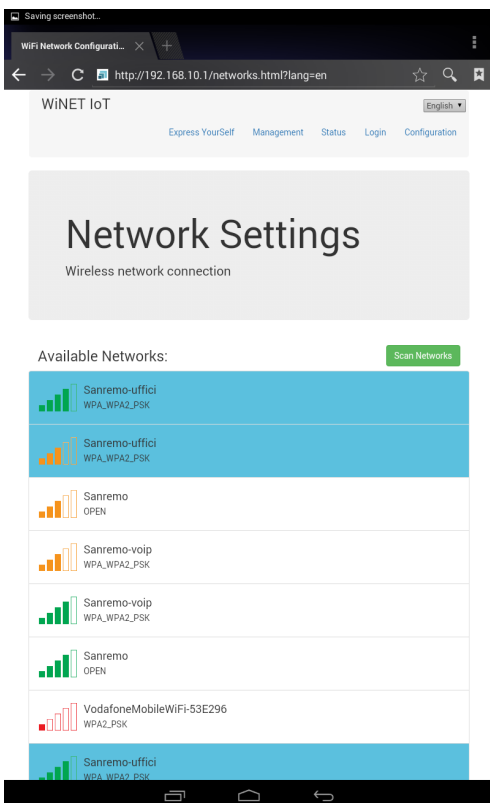 Saving screenshot...
WiFi Network Configurati...
http://192.168.10.1/networks.html?lang=en
WiNET IoT
English
Express YourSelf Management Status Login Configuration
Network Settings
Wireless network connection
Available Networks:
Scan Networks
Sanremo-uffici
WPA_WPA2_PSK
Sanremo-uffici
WPA_WPA2_PSK
Sanremo
OPEN
Sanremo-voip
WPA_WPA2_PSK
Sanremo-voip
WPA_WPA2_PSK
Sanremo
OPEN
VodafoneMobileWiFi-53E296
WPA2_PSK
Sanremo-uffici
WPA_WPA2_PSK